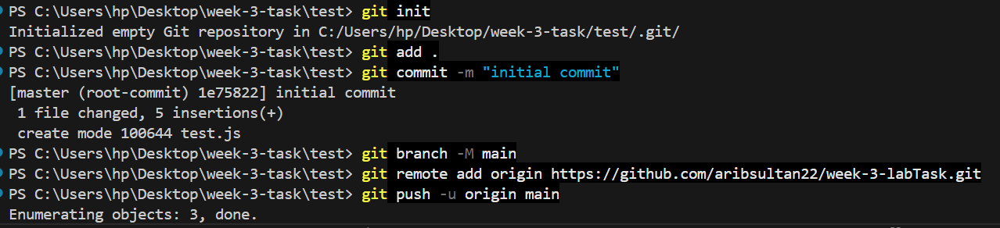 PS C:\Users\hp\Desktop\week-3-task\test> git init
Initialized empty Git repository in C:/Users/hp/Desktop/week-3-task/test/.git/
PS C:\Users\hp\Desktop\week-3-task\test> git add .
PS C:\Users\hp\Desktop\week-3-task\test> git commit -m "initial commit"
[master (root-commit) 1e75822] initial commit
 1 file changed, 5 insertions(+)
 create mode 100644 test.js
PS C:\Users\hp\Desktop\week-3-task\test> git branch -M main
PS C:\Users\hp\Desktop\week-3-task\test> git remote add origin https://github.com/aribsultan22/week-3-labTask.git
PS C:\Users\hp\Desktop\week-3-task\test> git push -u origin main
Enumerating objects: 3, done.